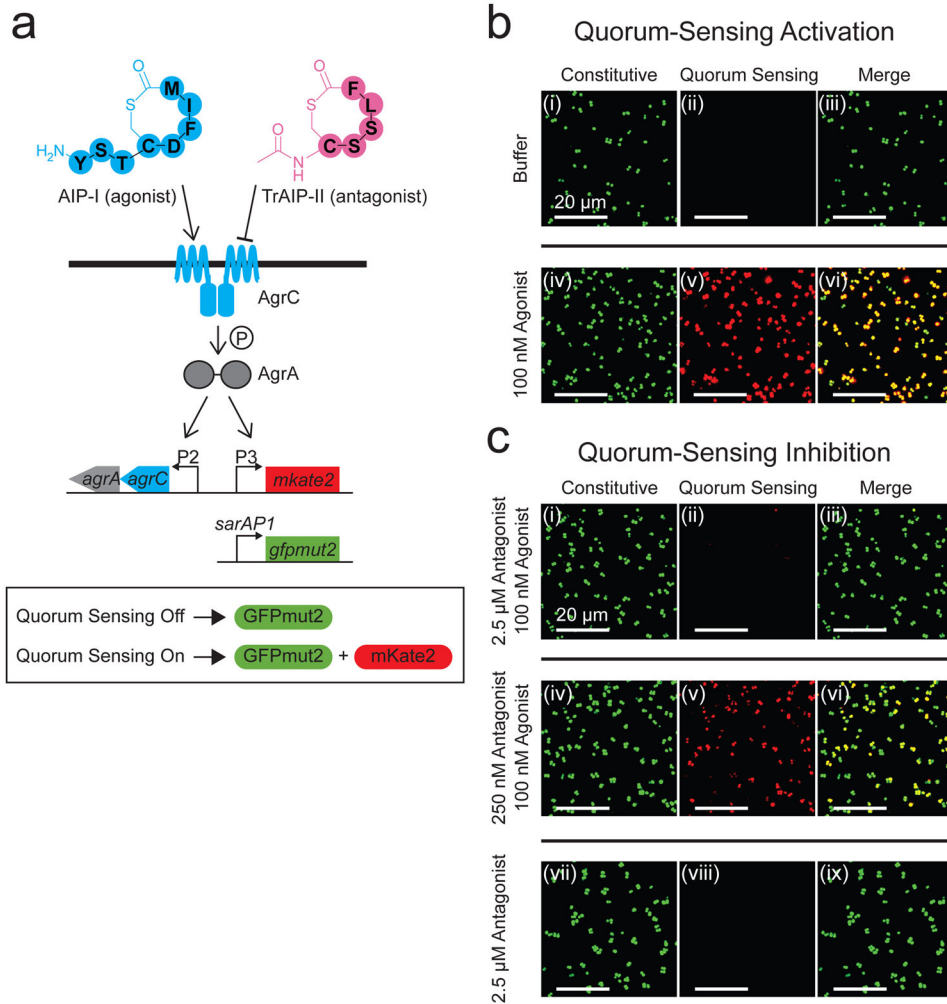 a
O
S
M
I
F
D
C
T
S
Y
H₂N
AIP-I (agonist)
O
S
F
L
S
S
C
O
N
H
TrAIP-II (antagonist)
AgrC
P
AgrA
P2
P3
agrA
agrC
mkate2
sarAP1
gfpmut2
Quorum Sensing Off
GFPmut2
Quorum Sensing On
GFPmut2
+
mKate2
b
Quorum-Sensing Activation
Constitutive
Quorum Sensing
Merge
Buffer
(i)
(ii)
(iii)
20 µm
100 nM Agonist
(iv)
(v)
(vi)
c
Quorum-Sensing Inhibition
Constitutive
Quorum Sensing
Merge
2.5 µM Antagonist
100 nM Agonist
(i)
(ii)
(iii)
20 µm
250 nM Antagonist
100 nM Agonist
(iv)
(v)
(vi)
2.5 µM Antagonist
(vii)
(viii)
(ix)